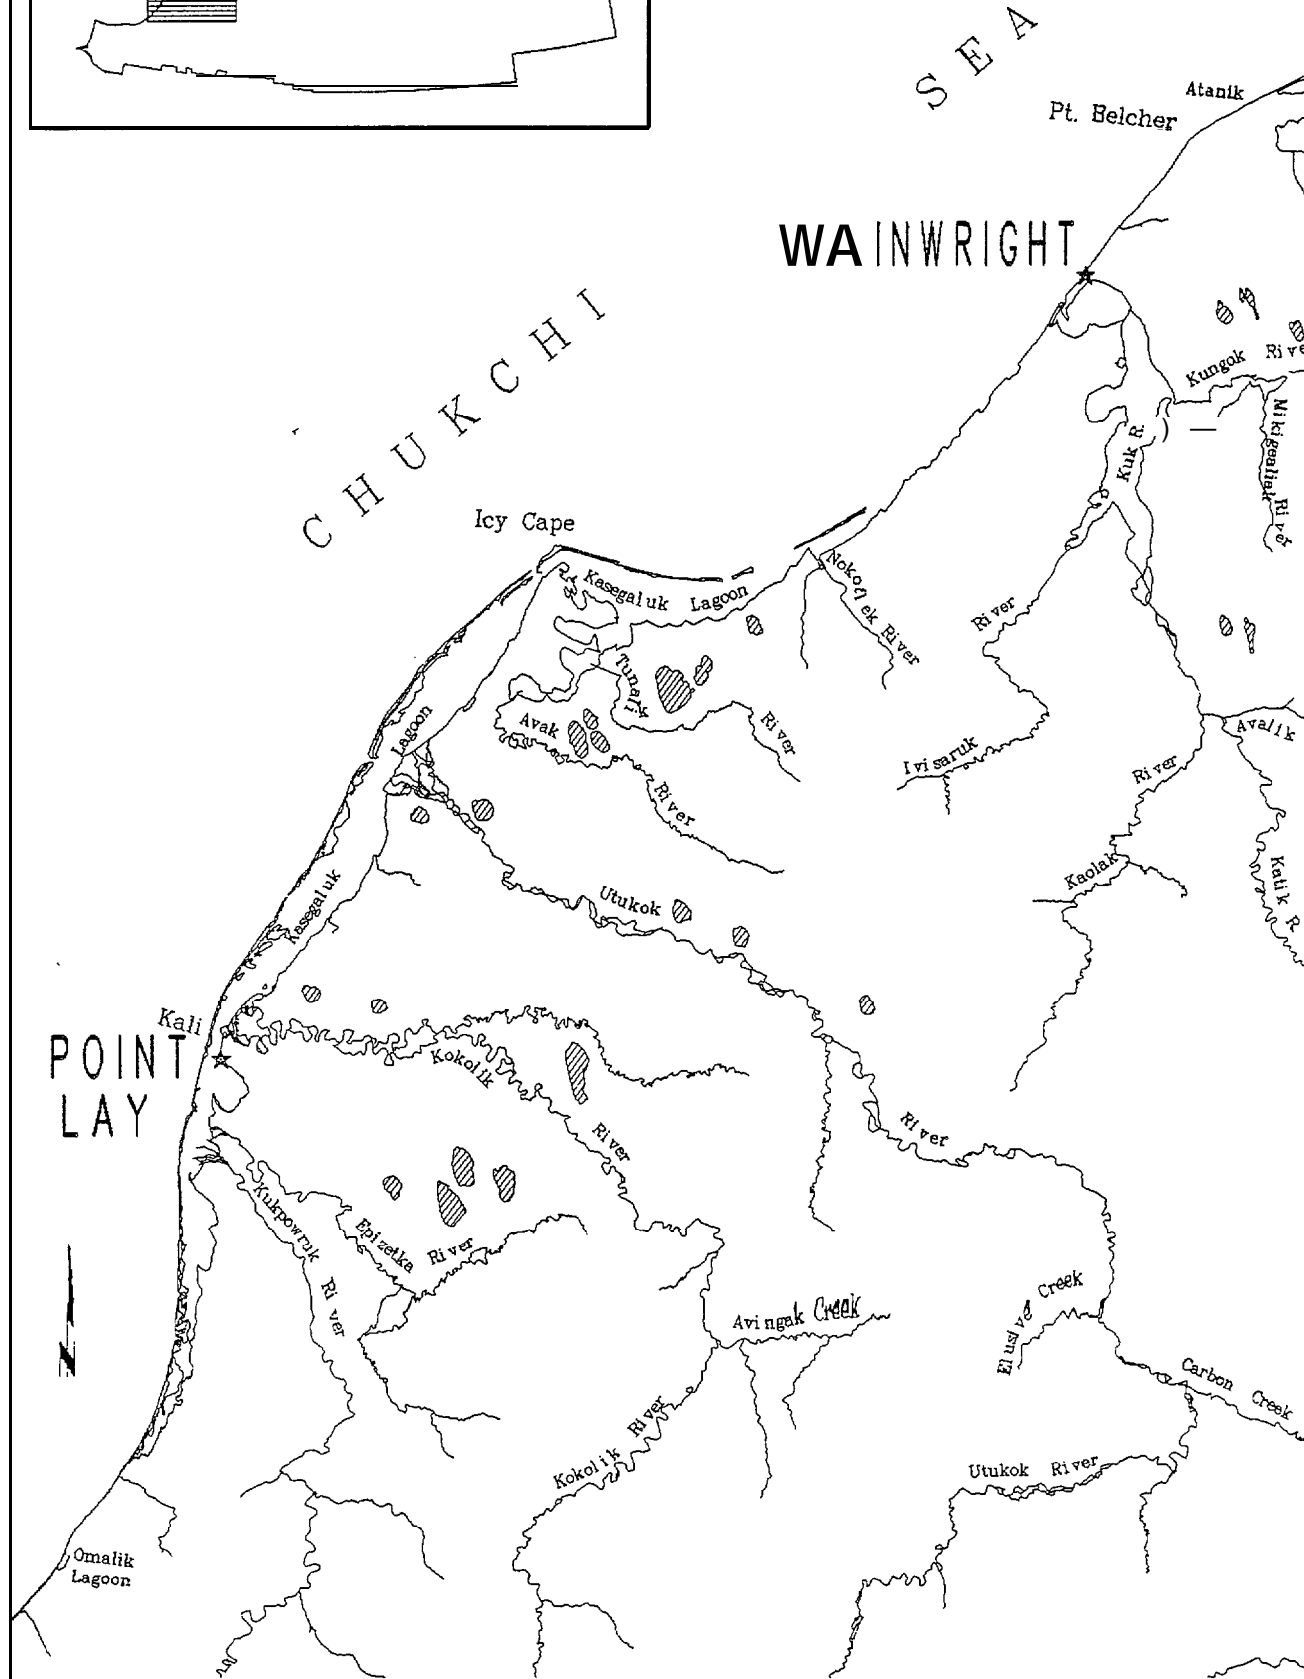 SEA
Atanik
Pt. Belcher
WAINWRIGHT
CHUKCHI
Kungok River
Kuk R.
Icy Cape
Kasegaluk Lagoon
Nokotlek River
River
Ivisaruk
Tunalik
River
Avak
River
Avalik
River
Kaolak
Katik R.
Lagoon
Kasegaluk
Utukok
River
Kali
POINT
LAY
Kokolik
River
Kukpowruk River
Epizetka River
Avingak Creek
Elusive Creek
Carbon Creek
Kokolik River
Utukok River
N
Omalik
Lagoon